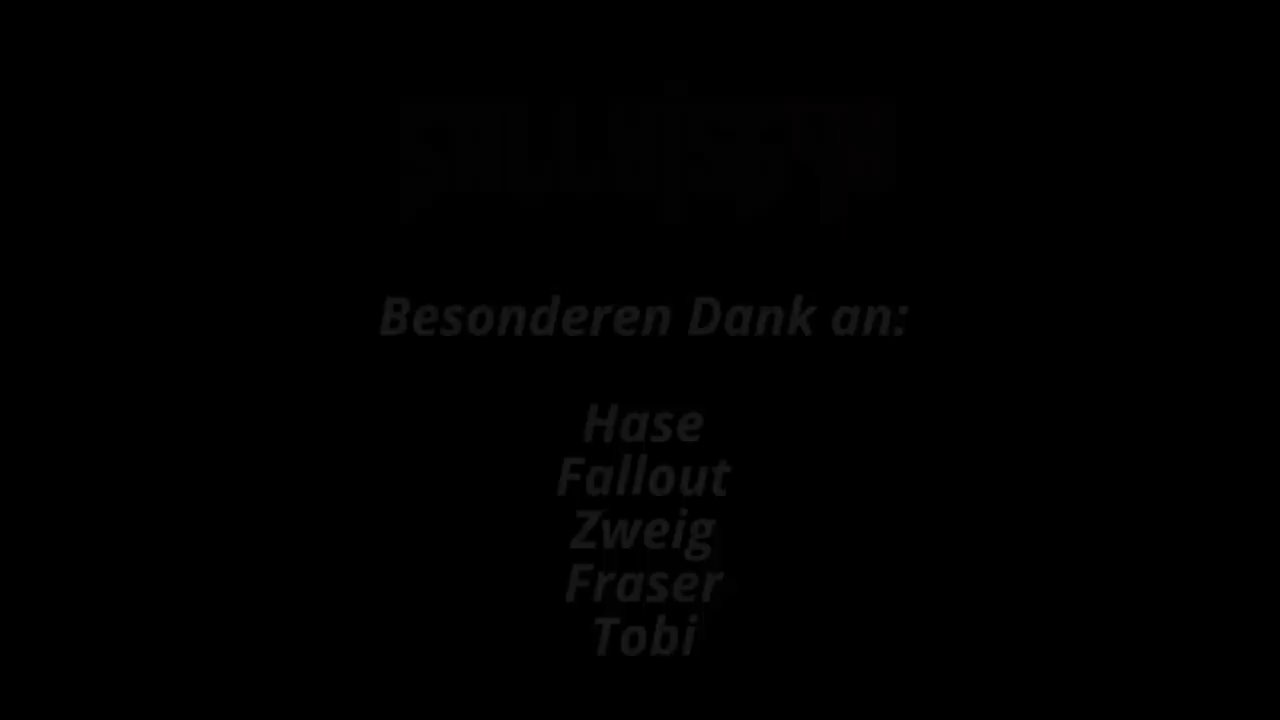 Besonderen Dank an:
Hase
Fallout
Zweig
Fraser
Tobi